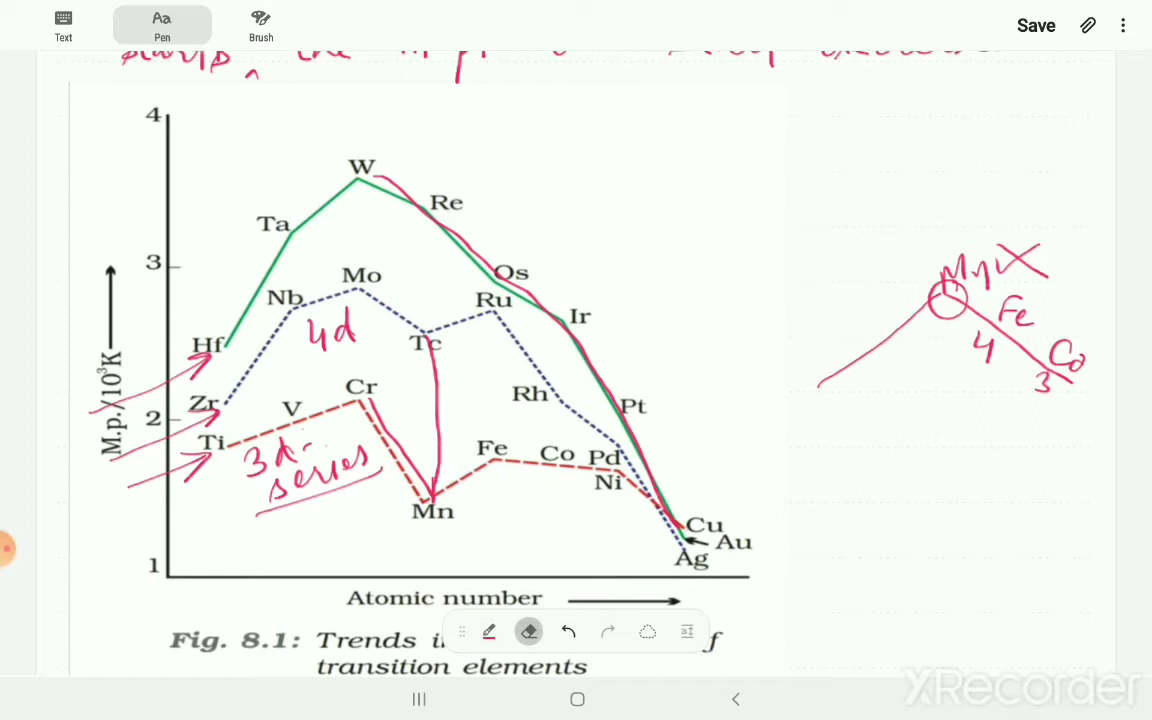 Text
Aa
Pen
Brush
Save
the
4
W
Re
Ta
3
Mo
Os
Nb
Ru
Ir
Mn
Fe
4
Co
3
Hf
4d
Tc
M.p./10³K
Zr
Cr
Rh
Pt
2
V
Ti
3d-
series
Fe
Co
Pd
Ni
Mn
Cu
Au
Ag
1
Atomic number
Fig. 8.1: Trends i
f
transition elements
XRecorder